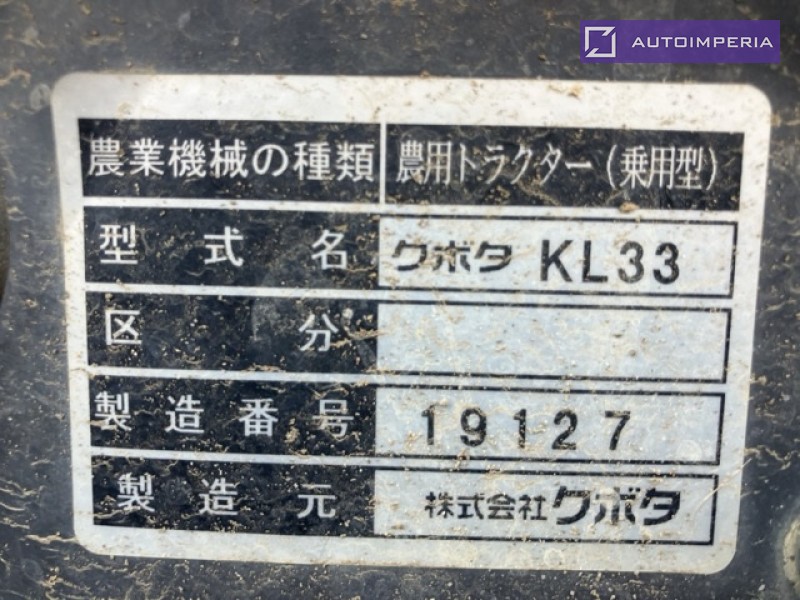 AUTOIMPERIA
農業機械の種類 農用トラクター(乗用型)
型式名 クボタ KL33
区分
製造番号 19127
製造元 株式会社クボタ